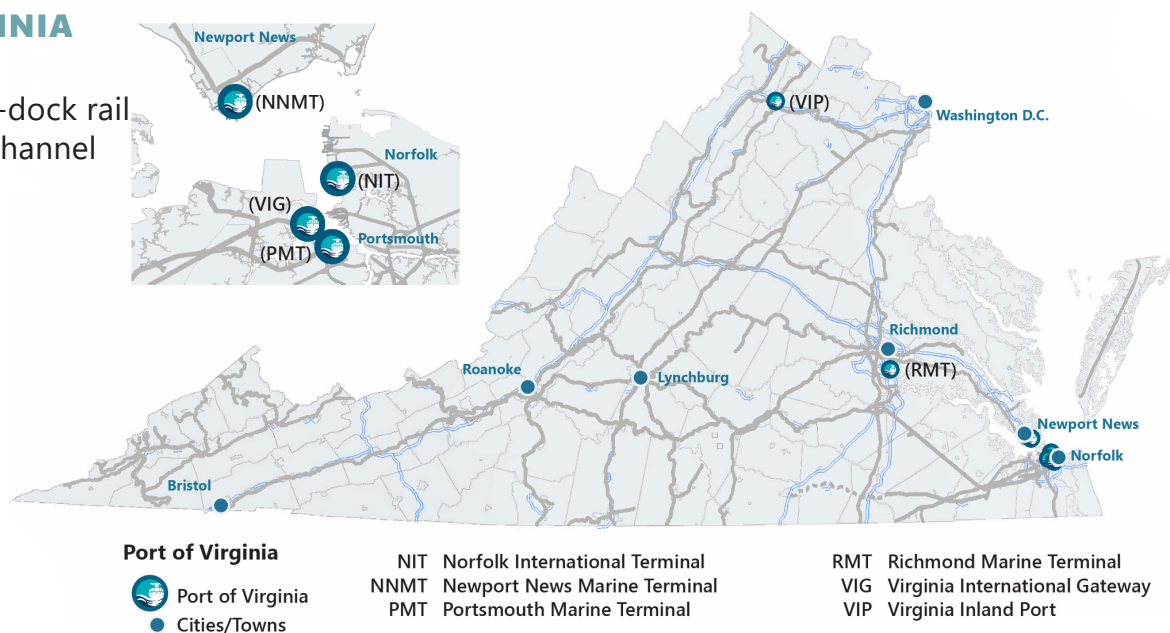 INIA
-dock rail
hannel
Newport News
(NNMT)
Norfolk
(NIT)
(VIG)
Portsmouth
(PMT)
(VIP)
Washington D.C.
Richmond
(RMT)
Roanoke
Lynchburg
Newport News
Norfolk
Bristol
Port of Virginia
Port of Virginia
Cities/Towns
NIT Norfolk International Terminal
NNMT Newport News Marine Terminal
PMT Portsmouth Marine Terminal
RMT Richmond Marine Terminal
VIG Virginia International Gateway
VIP Virginia Inland Port